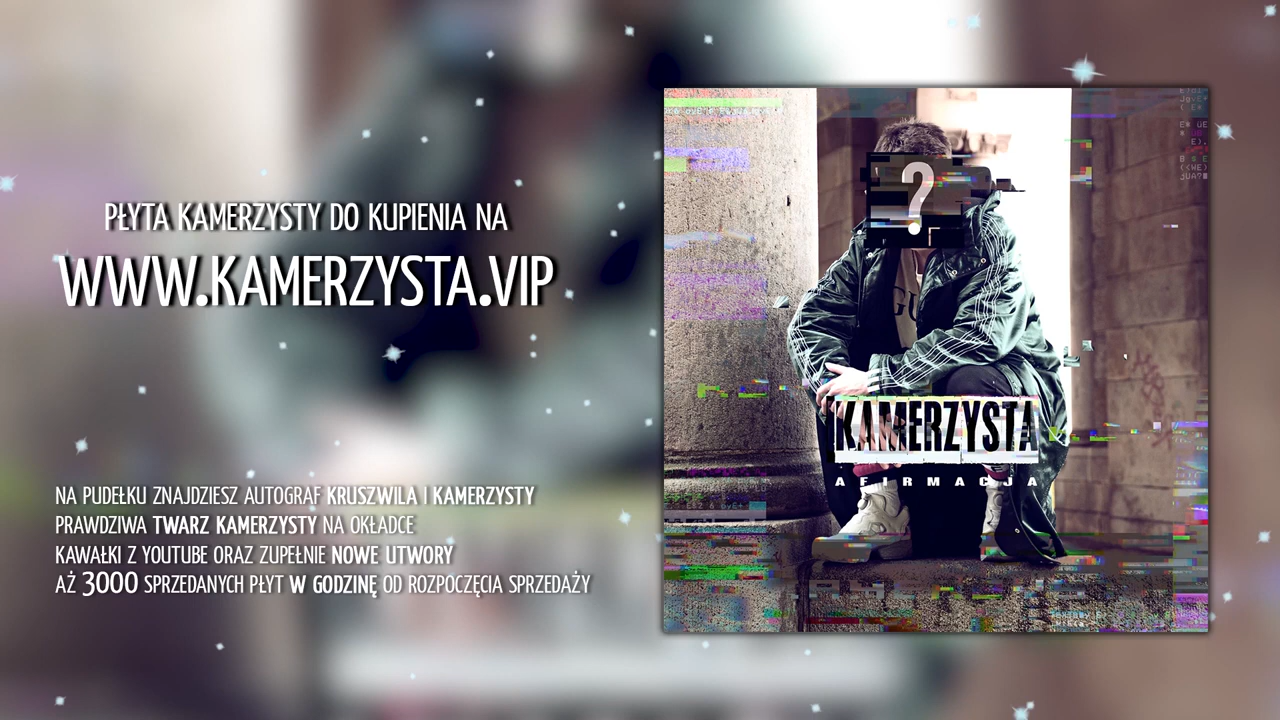 PŁYTA KAMERZYSTY DO KUPIENIA NA
WWW.KAMERZYSTA.VIP
NA PUDEŁKU ZNAJDZIESZ AUTOGRAF KRUSZWILA I KAMERZYSTY
PRAWDZIWA TWARZ KAMERZYSTY NA OKŁADCE
KAWAŁKI Z YOUTUBE ORAZ ZUPEŁNIE NOWE UTWORY
AŻ 3000 SPRZEDANYCH PŁYT W GODZINĘ OD ROZPOCZĘCIA SPRZEDAŻY
?
GU
KAMERZYSTA
AFIRMACJA